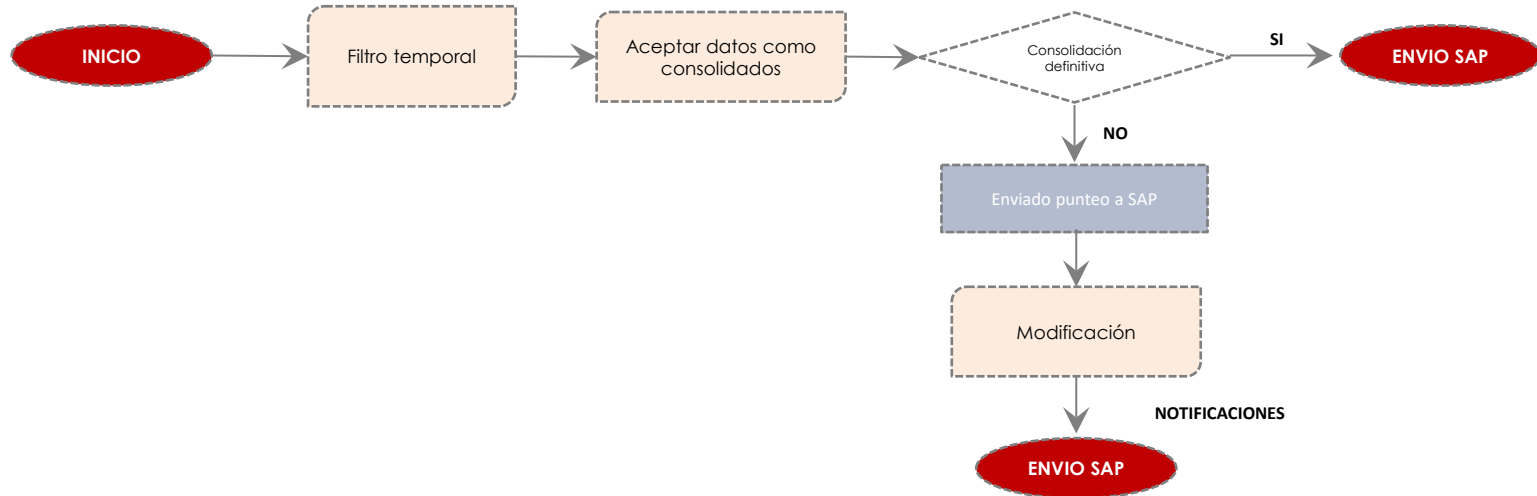 INICIO
Filtro temporal
Aceptar datos como
consolidados
Consolidación
definitiva
SI
ENVIO SAP
NO
Enviado punteo a SAP
Modificación
NOTIFICACIONES
ENVIO SAP